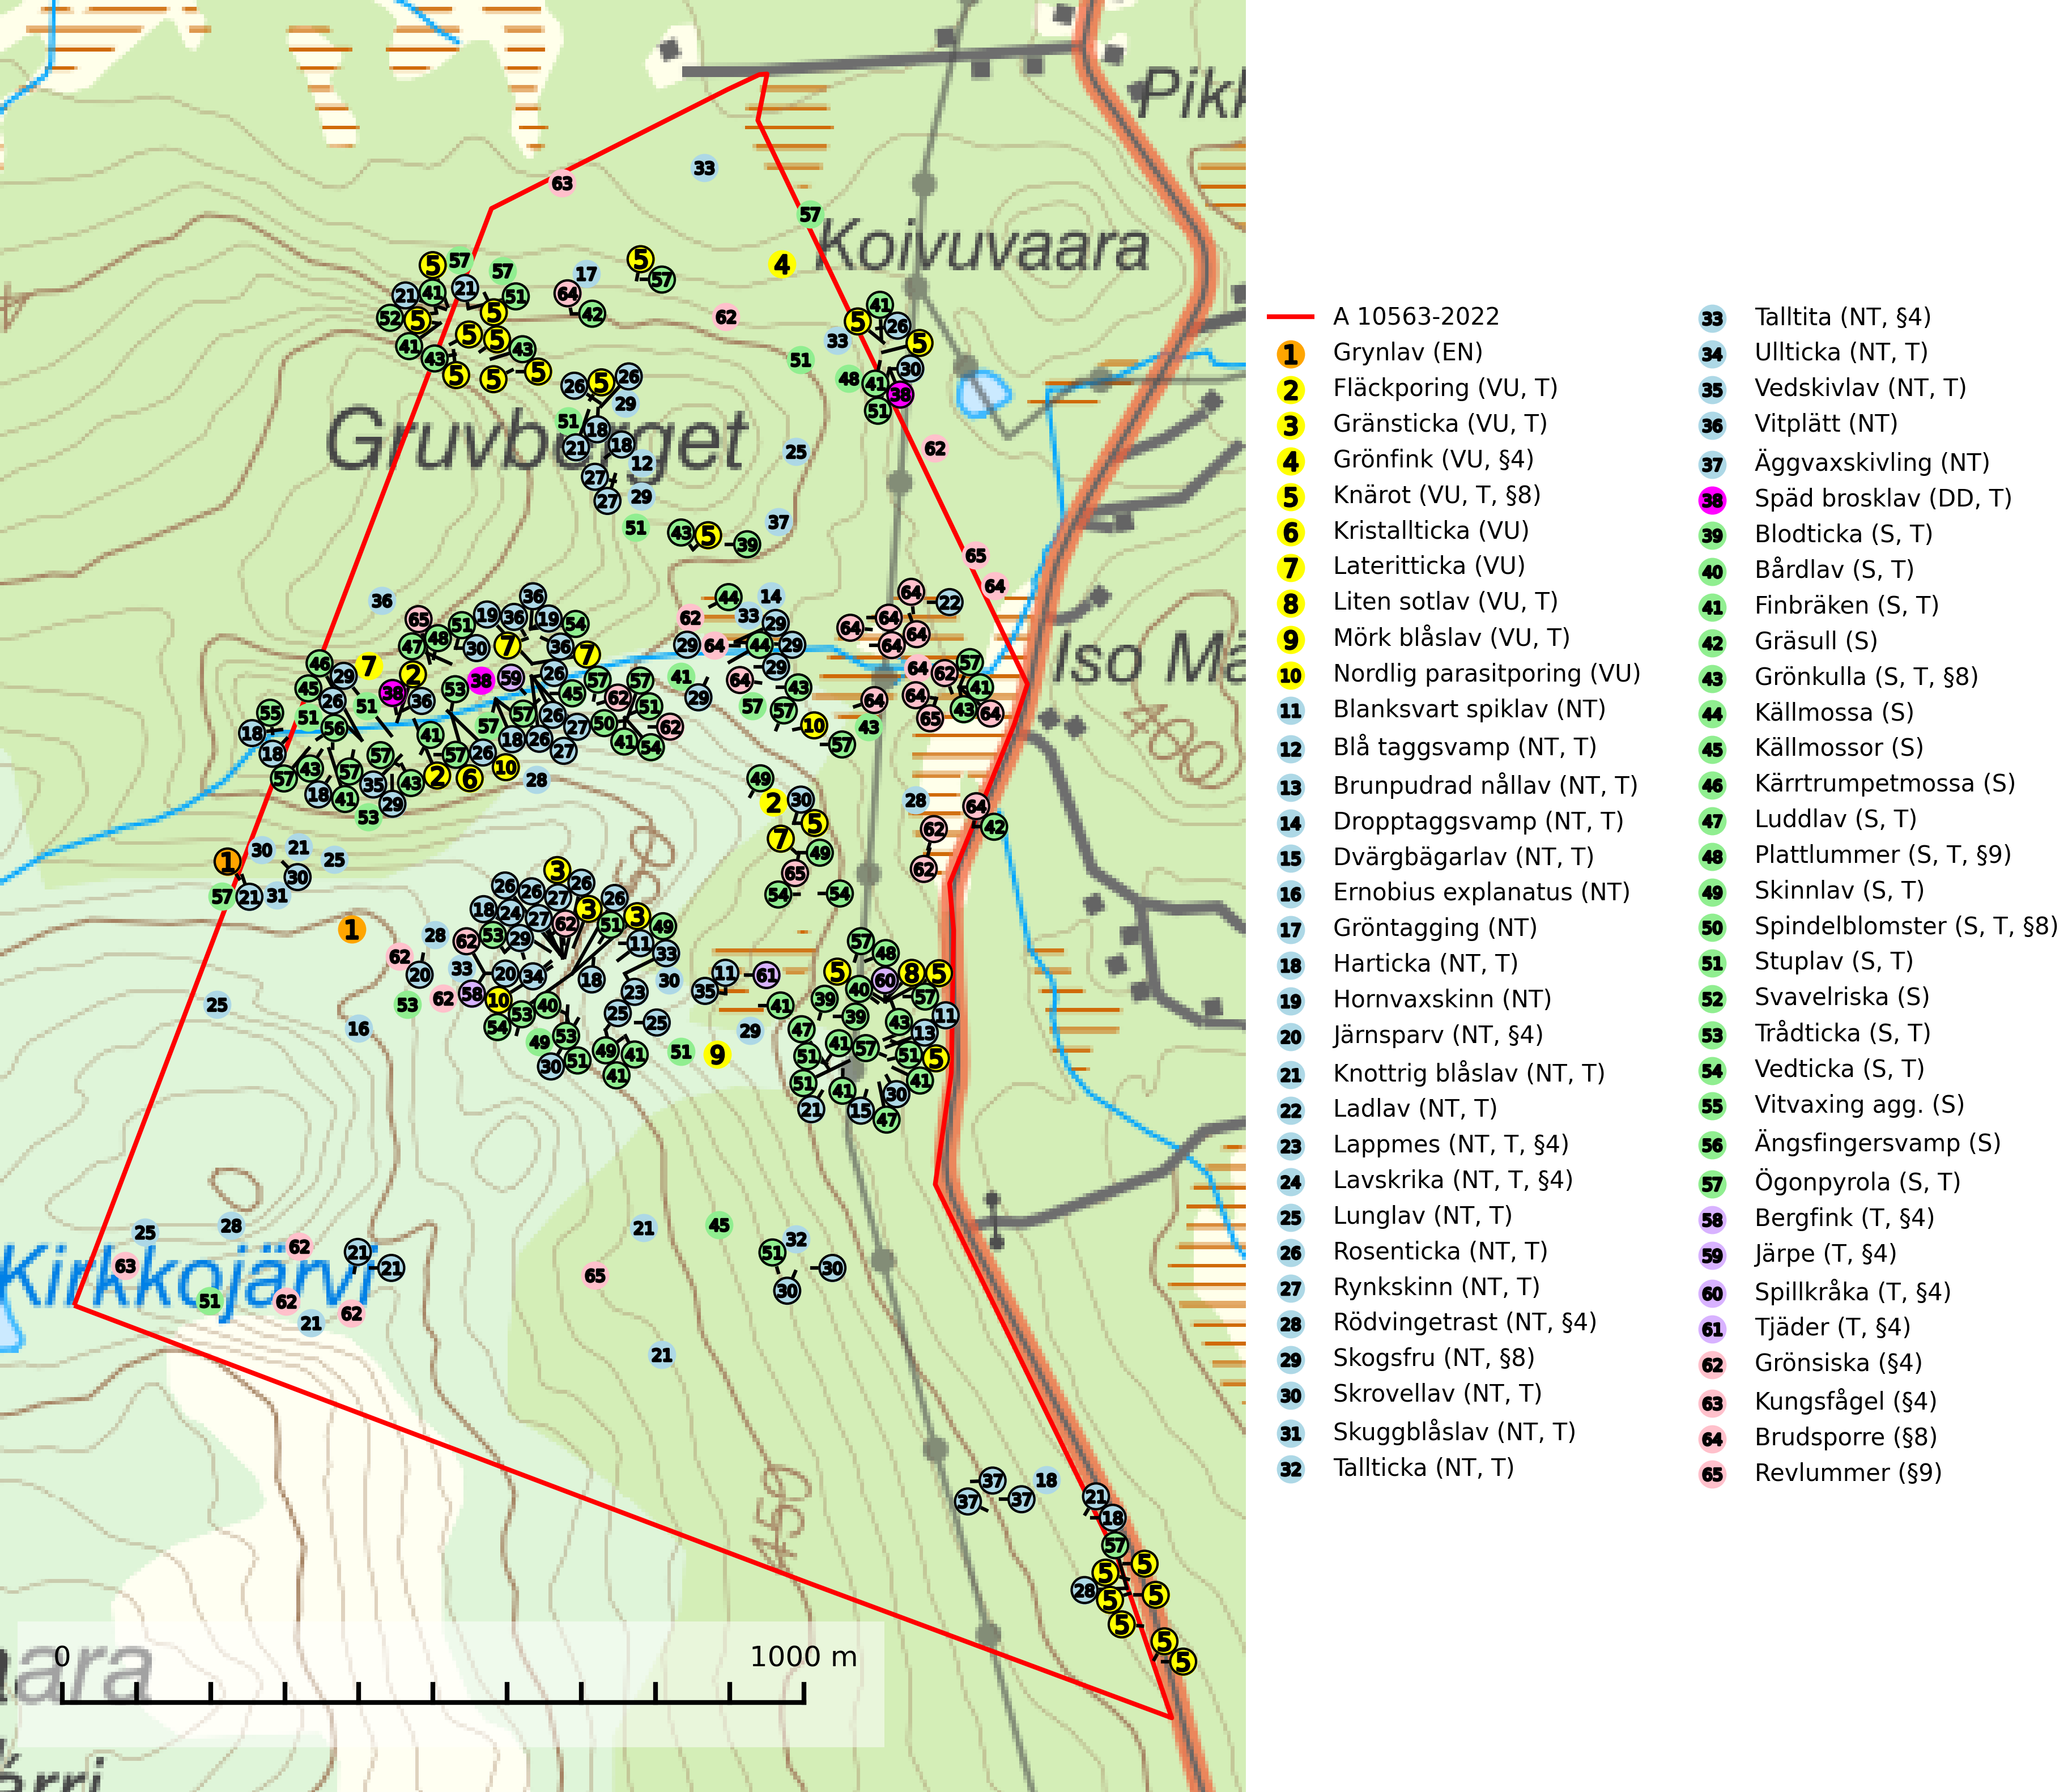 Pikk
Koivuvaara
Gruvberget
Iso Mä
460
450
Kirkkojärvi
459
0
1000 m
aara
ärri
A 10563-2022
1 Grynlav (EN)
2 Fläckporing (VU, T)
3 Gränsticka (VU, T)
4 Grönfink (VU, §4)
5 Knärot (VU, T, §8)
6 Kristallticka (VU)
7 Lateritticka (VU)
8 Liten sotlav (VU, T)
9 Mörk blåslav (VU, T)
10 Nordlig parasitporing (VU)
11 Blanksvart spiklav (NT)
12 Blå taggsvamp (NT, T)
13 Brunpudrad nållav (NT, T)
14 Dropptaggsvamp (NT, T)
15 Dvärgbägarlav (NT, T)
16 Ernobius explanatus (NT)
17 Gröntagging (NT)
18 Harticka (NT, T)
19 Hornvaxskinn (NT)
20 Järnsparv (NT, §4)
21 Knottrig blåslav (NT, T)
22 Ladlav (NT, T)
23 Lappmes (NT, T, §4)
24 Lavskrika (NT, T, §4)
25 Lunglav (NT, T)
26 Rosenticka (NT, T)
27 Rynkskinn (NT, T)
28 Rödvingetrast (NT, §4)
29 Skogsfru (NT, §8)
30 Skrovellav (NT, T)
31 Skuggblåslav (NT, T)
32 Tallticka (NT, T)
33 Talltita (NT, §4)
34 Ullticka (NT, T)
35 Vedskivlav (NT, T)
36 Vitplätt (NT)
37 Äggvaxskivling (NT)
38 Späd brosklav (DD, T)
39 Blodticka (S, T)
40 Bårdlav (S, T)
41 Finbräken (S, T)
42 Gräsull (S)
43 Grönkulla (S, T, §8)
44 Källmossa (S)
45 Källmossor (S)
46 Kärrtrumpetmossa (S)
47 Luddlav (S, T)
48 Plattlummer (S, T, §9)
49 Skinnlav (S, T)
50 Spindelblomster (S, T, §8)
51 Stuplav (S, T)
52 Svavelriska (S)
53 Trådticka (S, T)
54 Vedticka (S, T)
55 Vitvaxing agg. (S)
56 Ängsfingersvamp (S)
57 Ögonpyrola (S, T)
58 Bergfink (T, §4)
59 Järpe (T, §4)
60 Spillkråka (T, §4)
61 Tjäder (T, §4)
62 Grönsiska (§4)
63 Kungsfågel (§4)
64 Brudsporre (§8)
65 Revlummer (§9)